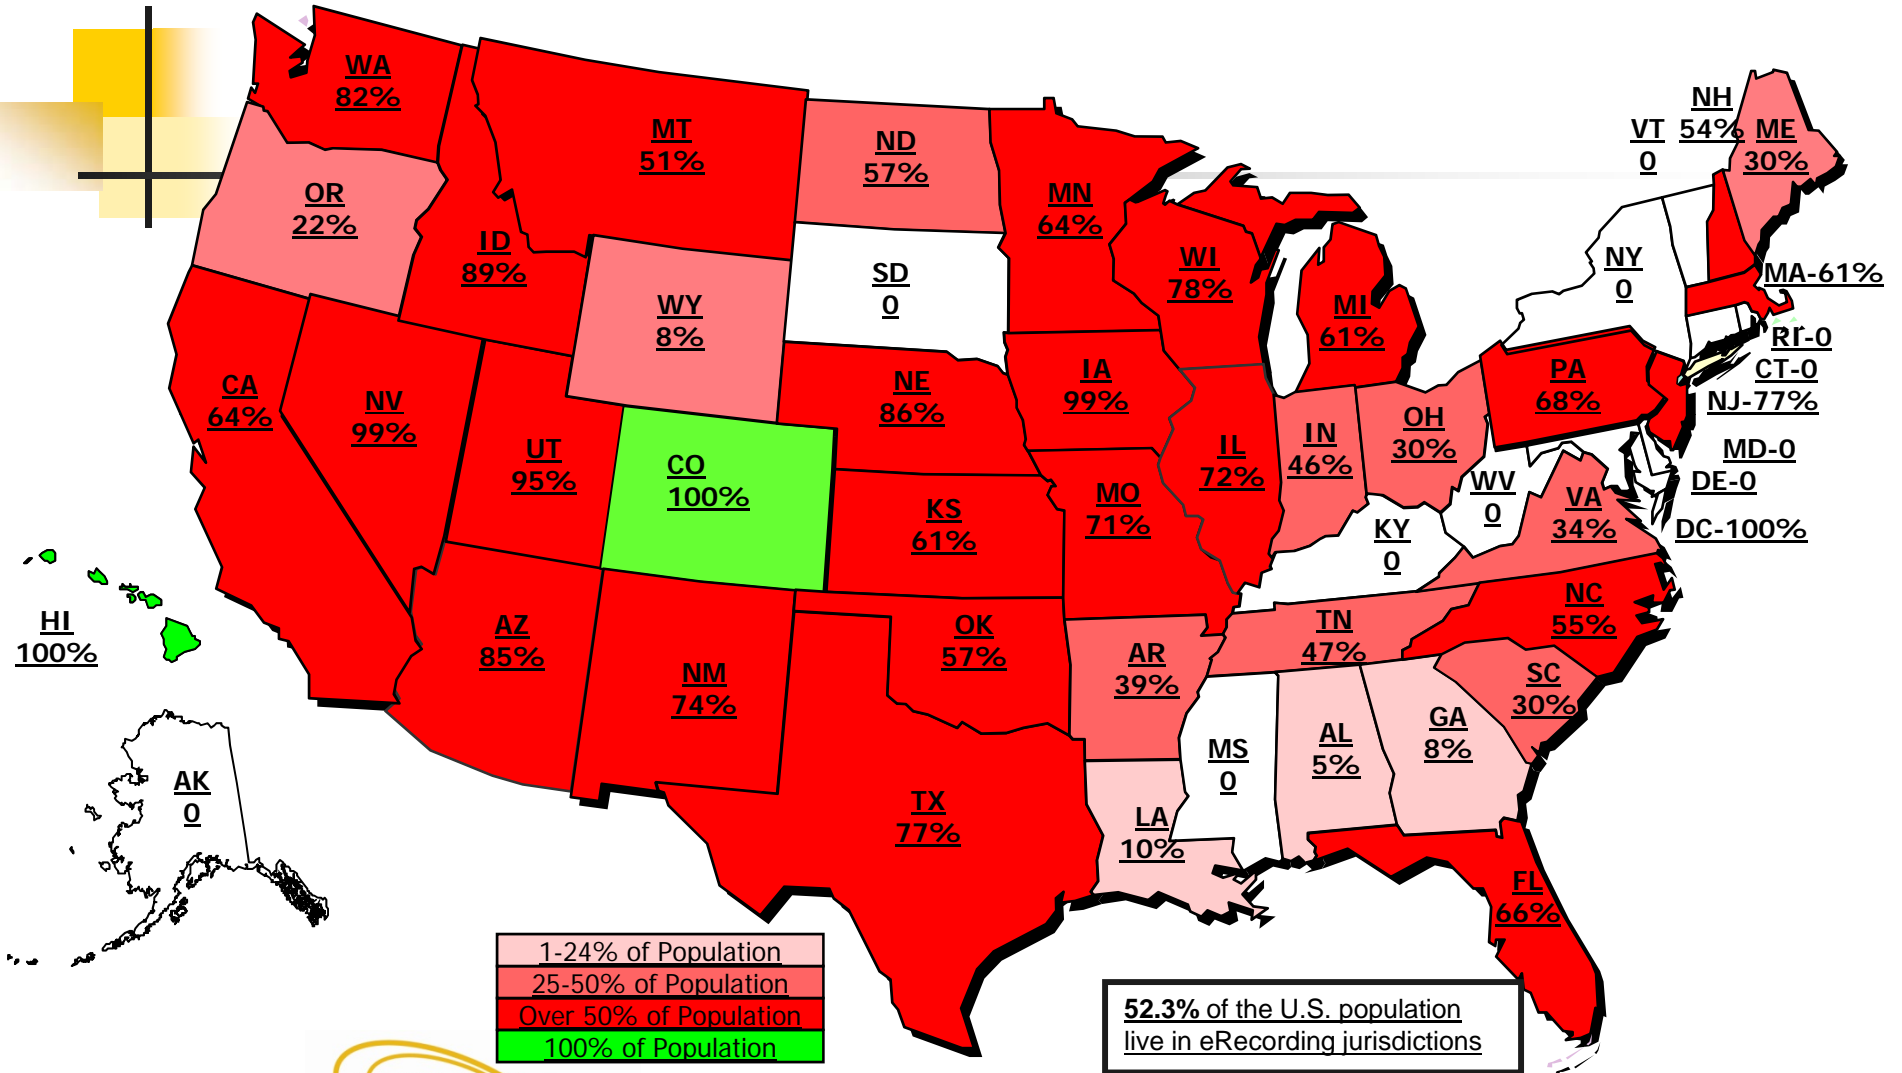 WA
82%
MT
51%
ND
57%
MN
64%
NH
54%
VT
0
ME
30%
OR
22%
ID
89%
WY
8%
SD
0
WI
78%
MI
61%
NY
0
MA-61%
RI-0
CT-0
NJ-77%
MD-0
DE-0
DC-100%
CA
64%
NV
99%
UT
95%
CO
100%
NE
86%
IA
99%
IL
72%
IN
46%
OH
30%
PA
68%
WV
0
VA
34%
KS
61%
MO
71%
KY
0
NC
55%
HI
100%
AZ
85%
NM
74%
OK
57%
AR
39%
TN
47%
SC
30%
AK
0
TX
77%
LA
10%
MS
0
AL
5%
GA
8%
FL
66%
1-24% of Population
25-50% of Population
Over 50% of Population
100% of Population
52.3% of the U.S. population
live in eRecording jurisdictions